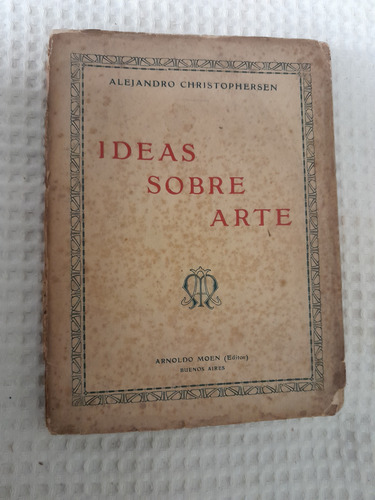 ALEJANDRO CHRISTOPHERSEN
IDEAS
SOBRE
ARTE
ARNOLDO MOEN (Editor)
BUENOS AIRES